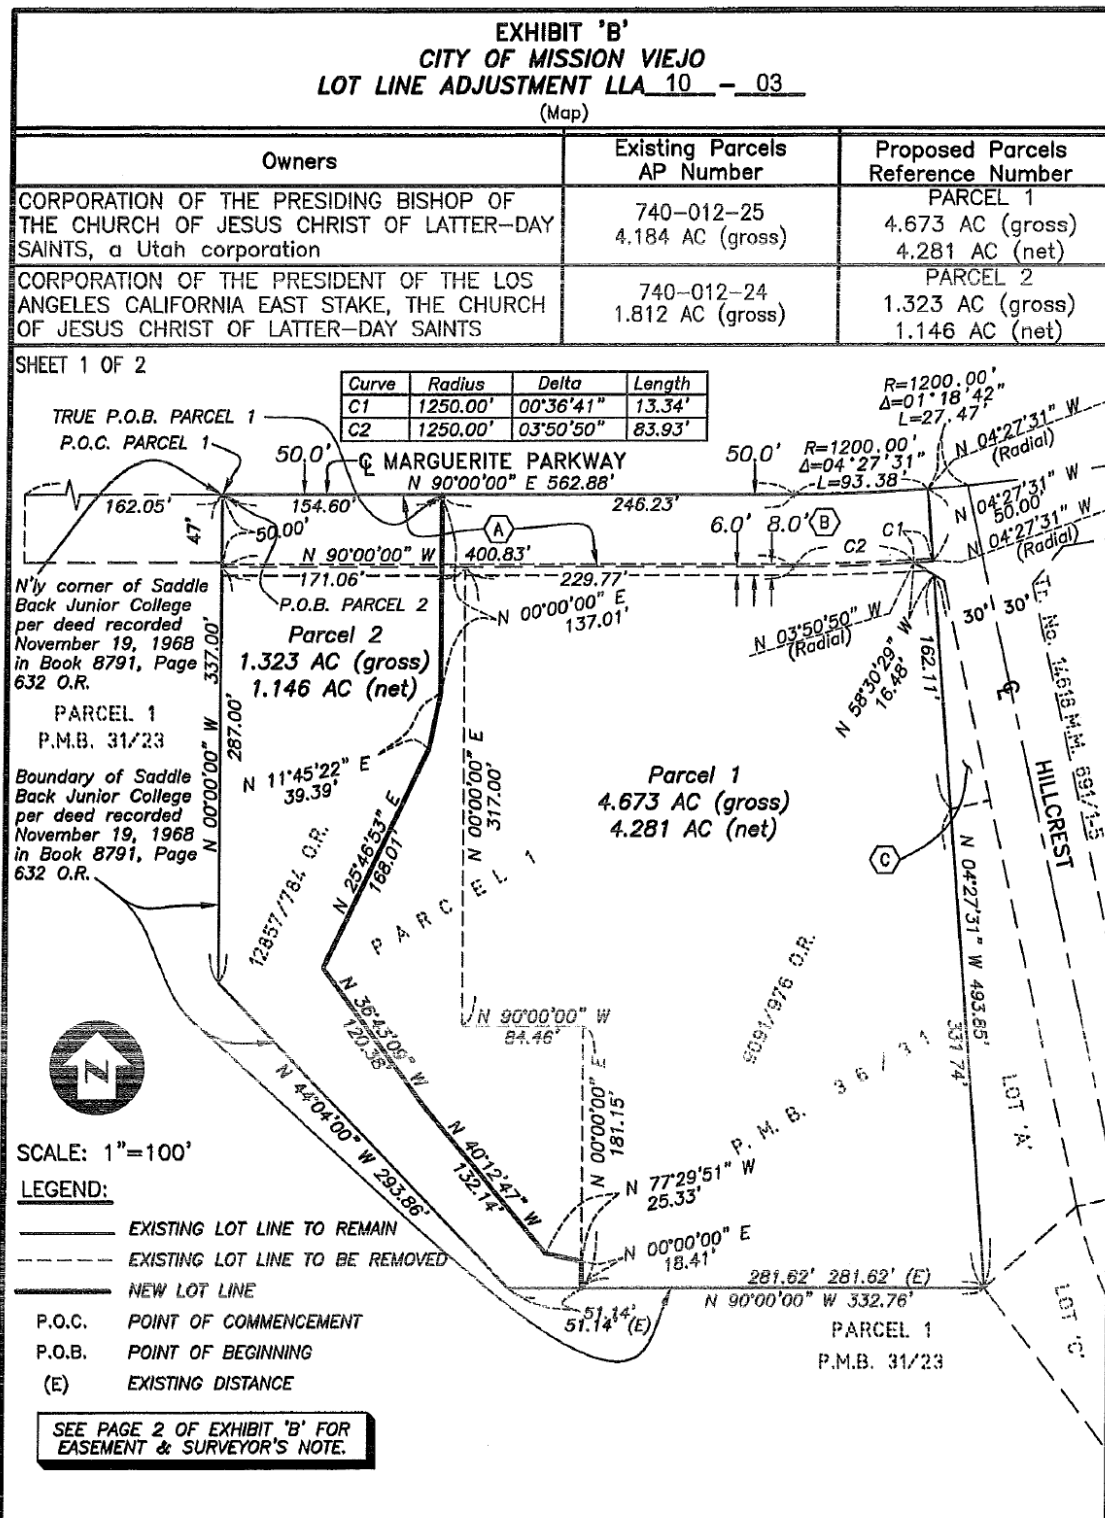 EXHIBIT 'B'
CITY OF MISSION VIEJO
LOT LINE ADJUSTMENT LLA 10 - 03
(Map)
Owners
Existing Parcels
AP Number
Proposed Parcels
Reference Number
CORPORATION OF THE PRESIDING BISHOP OF
THE CHURCH OF JESUS CHRIST OF LATTER-DAY
SAINTS, a Utah corporation
740-012-25
4.184 AC (gross)
PARCEL 1
4.673 AC (gross)
4.281 AC (net)
CORPORATION OF THE PRESIDENT OF THE LOS
ANGELES CALIFORNIA EAST STAKE, THE CHURCH
OF JESUS CHRIST OF LATTER-DAY SAINTS
740-012-24
1.812 AC (gross)
PARCEL 2
1.323 AC (gross)
1.146 AC (net)
SHEET 1 OF 2
Curve Radius Delta Length
C1 1250.00' 00°36'41" 13.34'
C2 1250.00' 03°50'50" 83.93'
R=1200.00'
Δ=01°18'42"
L=27.47'
TRUE P.O.B. PARCEL 1
P.O.C. PARCEL 1
50.0'
℄ MARGUERITE PARKWAY
N 90°00'00" E 562.88'
50.0'
R=1200.00'
Δ=04°27'31"
L=93.38'
N 04°27'31" W
(Radial)
162.05'
154.60'
246.23'
N 04°27'31" W
50.00'
N 04°27'31" W
(Radial)
47'
50.00'
A
6.0'
8.0'
B
C1
C2
N 90°00'00" W
400.83'
171.06'
229.77'
P.O.B. PARCEL 2
N 00°00'00" E
137.01'
N 03°50'50" W
(Radial)
30' 30'
Tr. No. 14618 M.M. 691/1-5
N'ly corner of Saddle
Back Junior College
per deed recorded
November 19, 1968
in Book 8791, Page
632 O.R.
337.00'
Parcel 2
1.323 AC (gross)
1.146 AC (net)
N 58°30'29" W
16.48'
162.11'
PARCEL 1
P.M.B. 31/23
N 00°00'00" W
287.00'
N 11°45'22" E
39.39'
N 00°00'00" E
317.00'
Parcel 1
4.673 AC (gross)
4.281 AC (net)
℄
HILLCREST
Boundary of Saddle
Back Junior College
per deed recorded
November 19, 1968
in Book 8791, Page
632 O.R.
N 25°46'53" E
168.01'
12857/784 O.R.
PARCEL 1
C
N 04°27'31" W 493.85'
331.74'
9091/976 O.R.
P.M.B. 36/31
N 36°43'09" W
120.38'
N 90°00'00" W
84.46'
N 00°00'00" E
181.15'
N
LOT 'A'
SCALE: 1"=100'
N 44°04'00" W 293.86'
N 40°12'47" W
132.14'
N 77°29'51" W
25.33'
N 00°00'00" E
18.41'
LEGEND:
EXISTING LOT LINE TO REMAIN
EXISTING LOT LINE TO BE REMOVED
NEW LOT LINE
P.O.C. POINT OF COMMENCEMENT
P.O.B. POINT OF BEGINNING
(E) EXISTING DISTANCE
281.62' 281.62' (E)
N 90°00'00" W 332.76'
51.14'
51.14' (E)
PARCEL 1
P.M.B. 31/23
LOT 'C'
SEE PAGE 2 OF EXHIBIT 'B' FOR
EASEMENT & SURVEYOR'S NOTE.